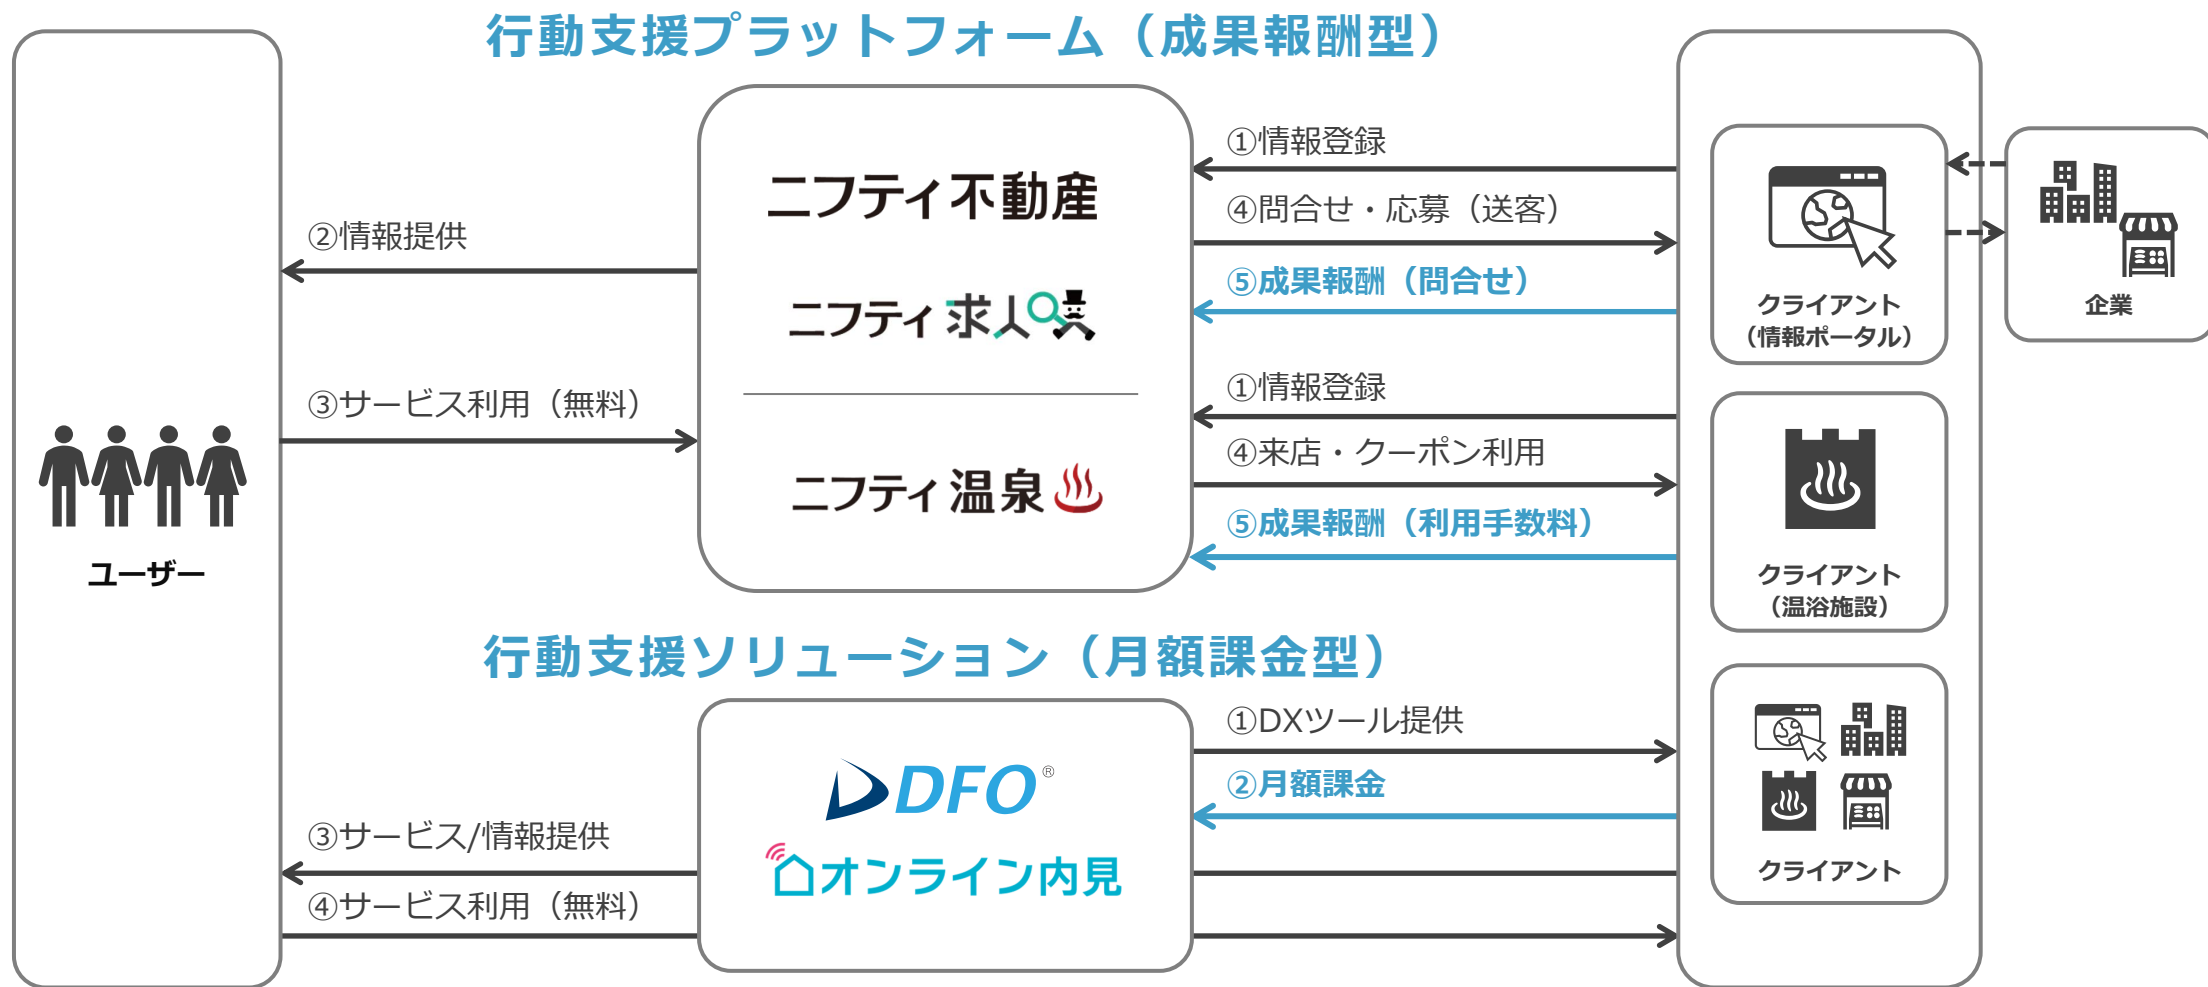 行動支援プラットフォーム（成果報酬型）
ユーザー
②情報提供
③サービス利用（無料）
ニフティ不動産
ニフティ求人
ニフティ温泉
①情報登録
④問合せ・応募（送客）
⑤成果報酬（問合せ）
①情報登録
④来店・クーポン利用
⑤成果報酬（利用手数料）
クライアント
（情報ポータル）
企業
クライアント
（温浴施設）
行動支援ソリューション（月額課金型）
③サービス/情報提供
④サービス利用（無料）
DFO®
オンライン内見
①DXツール提供
②月額課金
クライアント